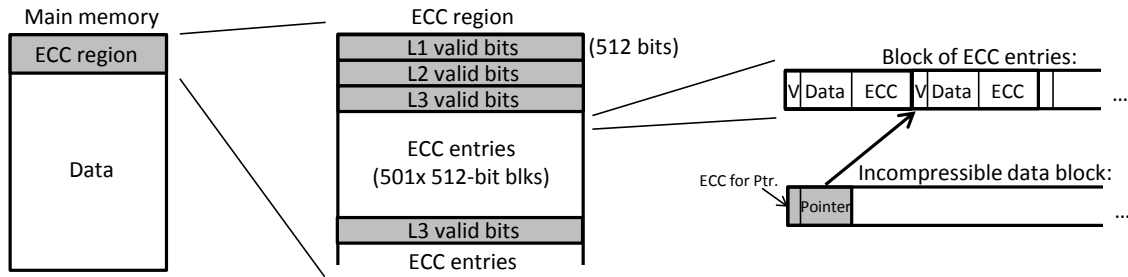 Main memory
ECC region
Data
ECC region
L1 valid bits
(512 bits)
L2 valid bits
L3 valid bits
ECC entries
(501x 512-bit blks)
L3 valid bits
ECC entries
Block of ECC entries:
V Data ECC V Data ECC ...
Incompressible data block:
ECC for Ptr.
Pointer
...